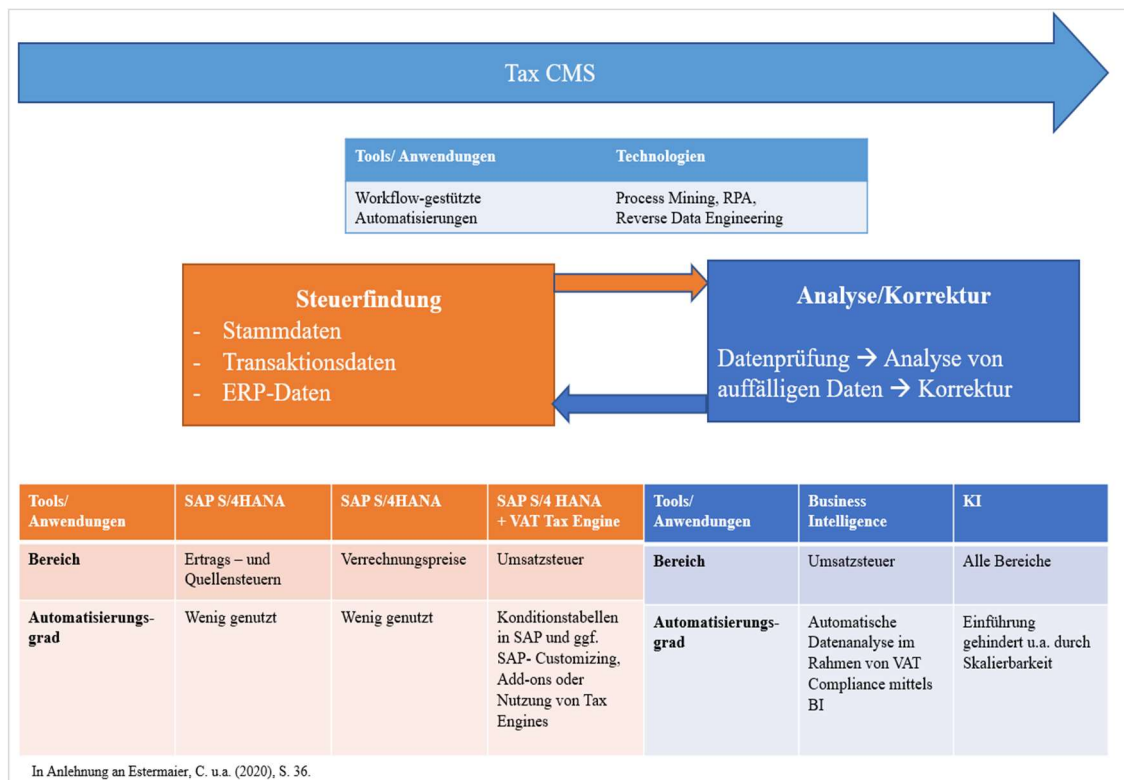 Tax CMS
Tools/ Anwendungen
Technologien
Workflow-gestützte
Automatisierungen
Process Mining, RPA,
Reverse Data Engineering
Steuerfindung
- Stammdaten
- Transaktionsdaten
- ERP-Daten
Analyse/Korrektur
Datenprüfung → Analyse von
auffälligen Daten → Korrektur
Tools/
Anwendungen
SAP S/4HANA
SAP S/4HANA
SAP S/4 HANA
+ VAT Tax Engine
Tools/
Anwendungen
Business
Intelligence
KI
Bereich
Ertrags – und
Quellensteuern
Verrechnungspreise
Umsatzsteuer
Bereich
Umsatzsteuer
Alle Bereiche
Automatisierungs-
grad
Wenig genutzt
Wenig genutzt
Konditionstabellen
in SAP und ggf.
SAP- Customizing,
Add-ons oder
Nutzung von Tax
Engines
Automatisierungs-
grad
Automatische
Datenanalyse im
Rahmen von VAT
Compliance mittels
BI
Einführung
gehindert u.a. durch
Skalierbarkeit
In Anlehnung an Estermaier, C. u.a. (2020), S. 36.